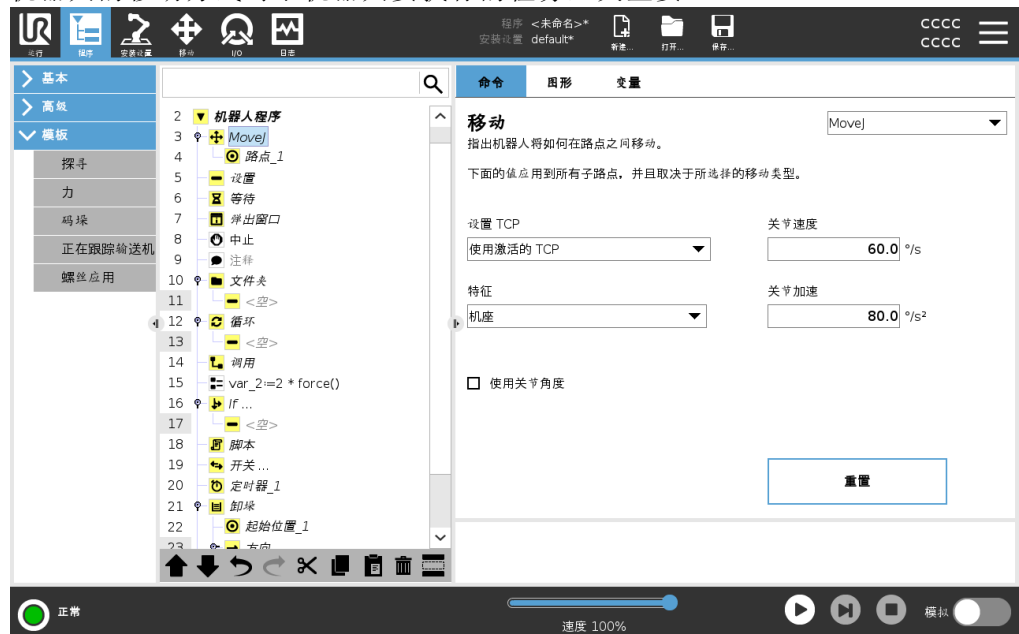 UR
运行
程序
安装设置
移动
I/O
日志
程序 <未命名>*
安装设置 default*
新建...
打开...
保存...
cccc
cccc
基本
高级
模板
探寻
力
码垛
正在跟踪输送机
螺丝应用
2 机器人程序
3 MoveJ
4 路点_1
5 设置
6 等待
7 弹出窗口
8 中止
9 注释
10 文件夹
11 <空>
12 循环
13 <空>
14 调用
15 var_2≔2 * force()
16 If ...
17 <空>
18 脚本
19 开关 ...
20 定时器_1
21 卸垛
22 起始位置_1
23 方向
命令 图形 变量
移动
MoveJ
指出机器人将如何在路点之间移动。
下面的值应用到所有子路点，并且取决于所选择的移动类型。
设置 TCP
关节速度
使用激活的 TCP
60.0 °/s
特征
关节加速
机座
80.0 °/s²
使用关节角度
重置
正常
速度 100%
模拟